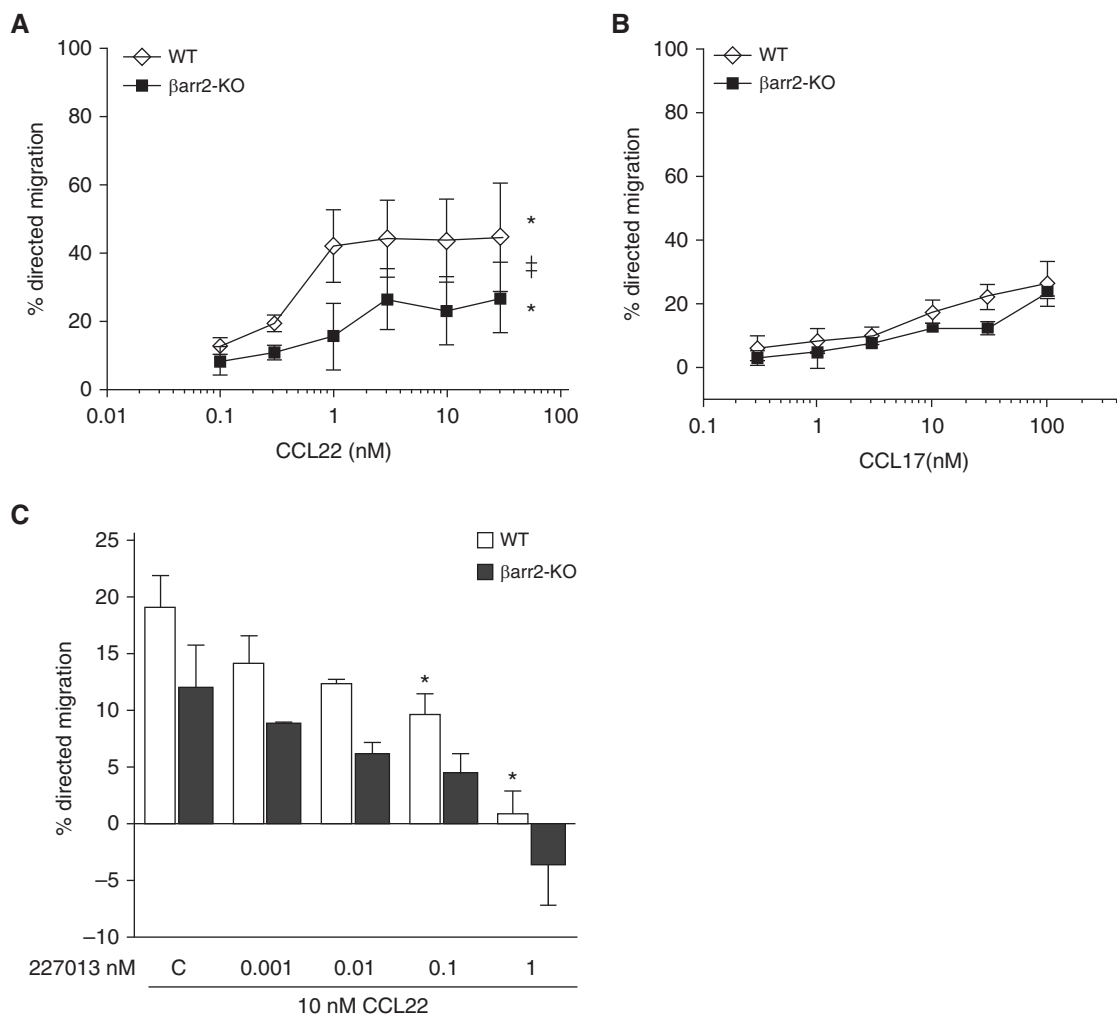 A
100
80
60
40
20
0
% directed migration
WT
βarr2-KO
*
‡
*
0.01 0.1 1 10 100
CCL22 (nM)
B
100
80
60
40
20
0
% directed migration
WT
βarr2-KO
0.1 1 10 100
CCL17(nM)
C
25
20
15
10
5
0
–5
–10
% directed migration
WT
βarr2-KO
*
*
227013 nM C 0.001 0.01 0.1 1
10 nM CCL22